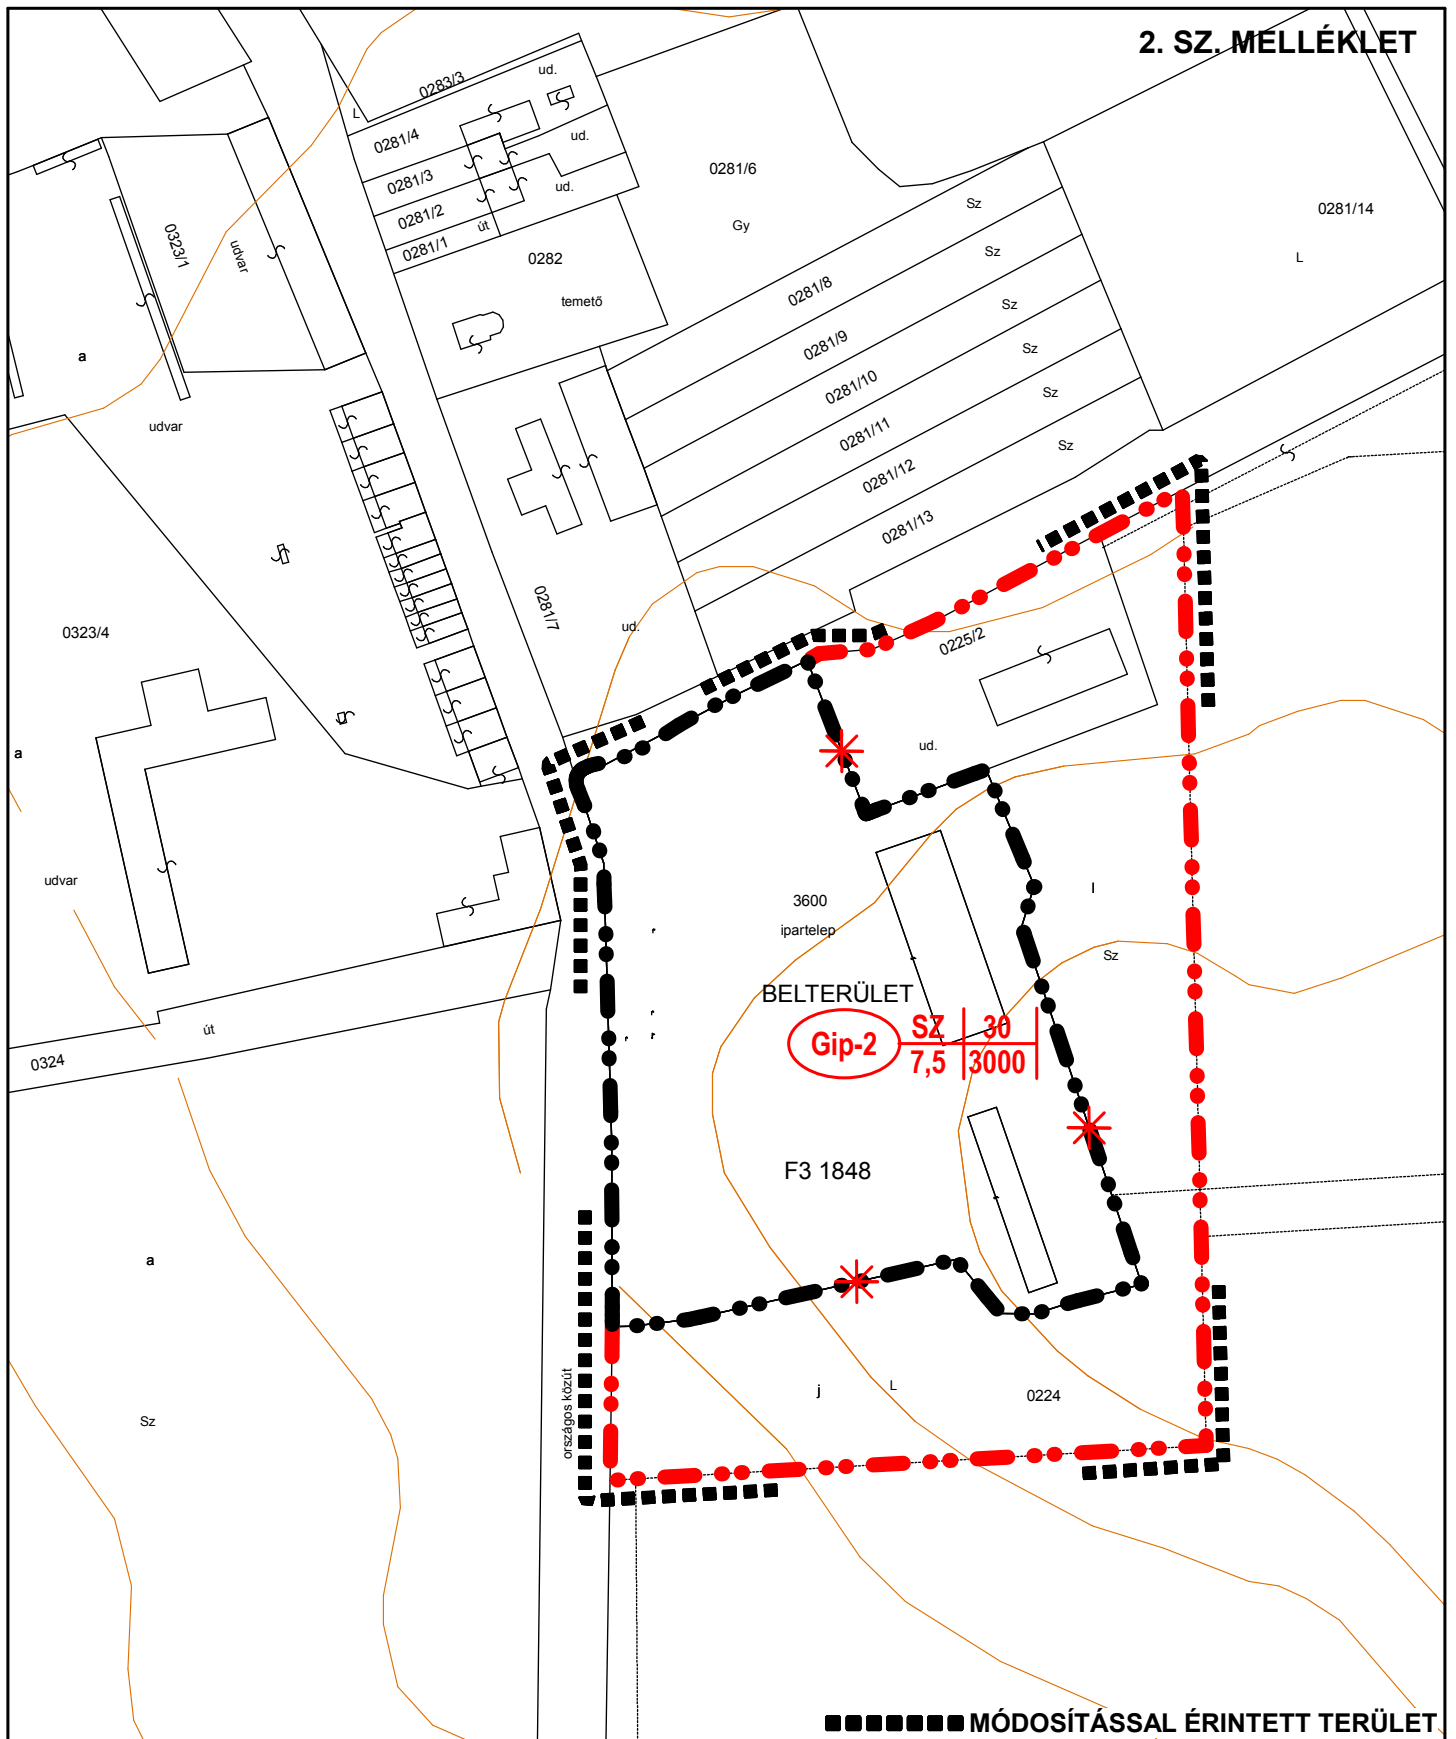 2. SZ. MELLÉKLET
0283/3
ud.
L
0281/4
ud.
0281/3
ud.
0281/2
út
0281/1
0281/6
Gy
0282
temető
Sz
0281/14
L
0323/1
udvar
a
udvar
0281/8
Sz
0281/9
Sz
0281/10
Sz
0281/11
Sz
0281/12
Sz
0281/13
0281/7
ud.
0323/4
0225/2
ud.
a
udvar
3600
ipartelep
l
Sz
BELTERÜLET
Gip-2
SZ 30
7,5 3000
út
0324
F3 1848
a
Sz
országos közút
j
L
0224
MÓDOSÍTÁSSAL ÉRINTETT TERÜLET